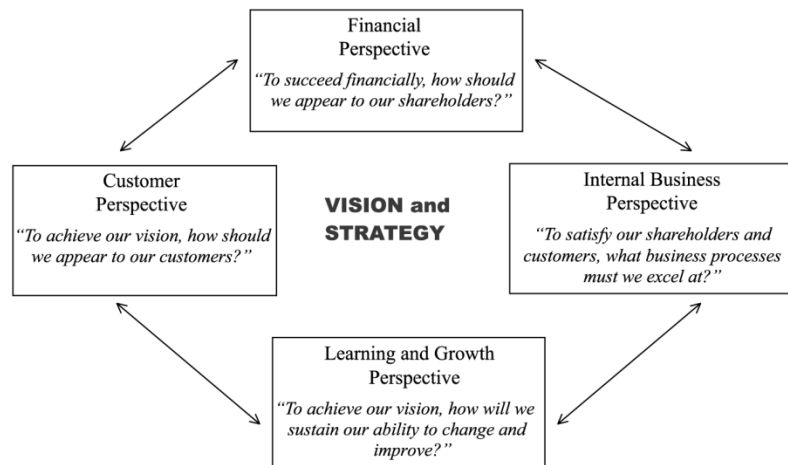 Financial
Perspective
“To succeed financially, how should
we appear to our shareholders?”
Customer
Perspective
“To achieve our vision, how should
we appear to our customers?”
VISION and
STRATEGY
Internal Business
Perspective
“To satisfy our shareholders and
customers, what business processes
must we excel at?”
Learning and Growth
Perspective
“To achieve our vision, how will we
sustain our ability to change and
improve?”